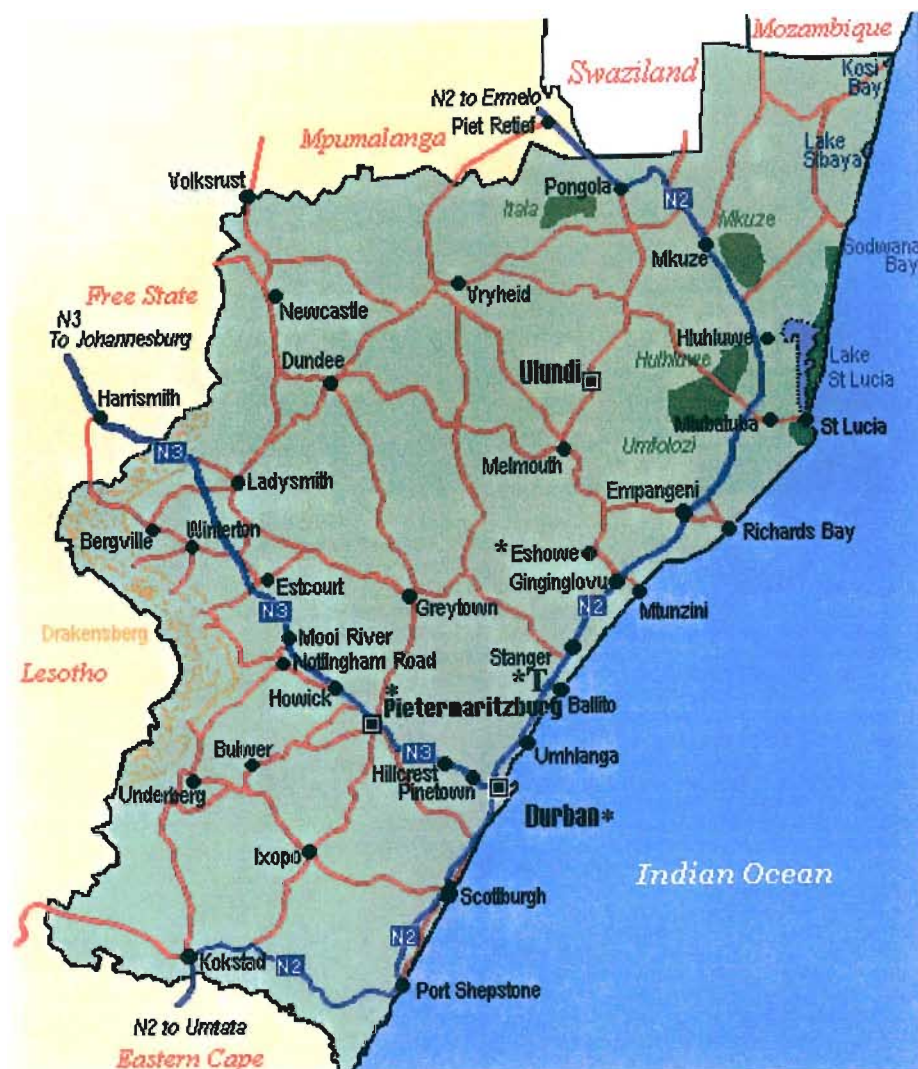 Mozambique
Swaziland
Kosi
Bay
N2 to Ermelo
Piet Retief
Mpumalanga
Lake
Sibaya
Volksrust
Pongola
N2
Itala
Mkuze
Mkuze
Sodwana
Bay
Free State
Vryheid
Newcastle
N3
To Johannesburg
Hluhluwe
Dundee
Ulundi
Hulhluwe
Lake
St Lucia
Harrismith
Mtubatuba
St Lucia
N3
Melmouth
Umfolozi
Ladysmith
Empangeni
Bergville
Winterton
Richards Bay
*Eshowe
Estcourt
Ginginglovu
N3
Greytown
N2
Mtunzini
Drakensberg
Mooi River
Stanger
Lesotho
Nottingham Road
*T
Howick
*
Pietermaritzburg
Ballito
Bulwer
N3
Umhlanga
Hillcrest
Underberg
Pinetown
Durban*
Ixopo
Indian Ocean
Scottburgh
N2
Kokstad
N2
Port Shepstone
N2 to Umtata
Eastern Cape